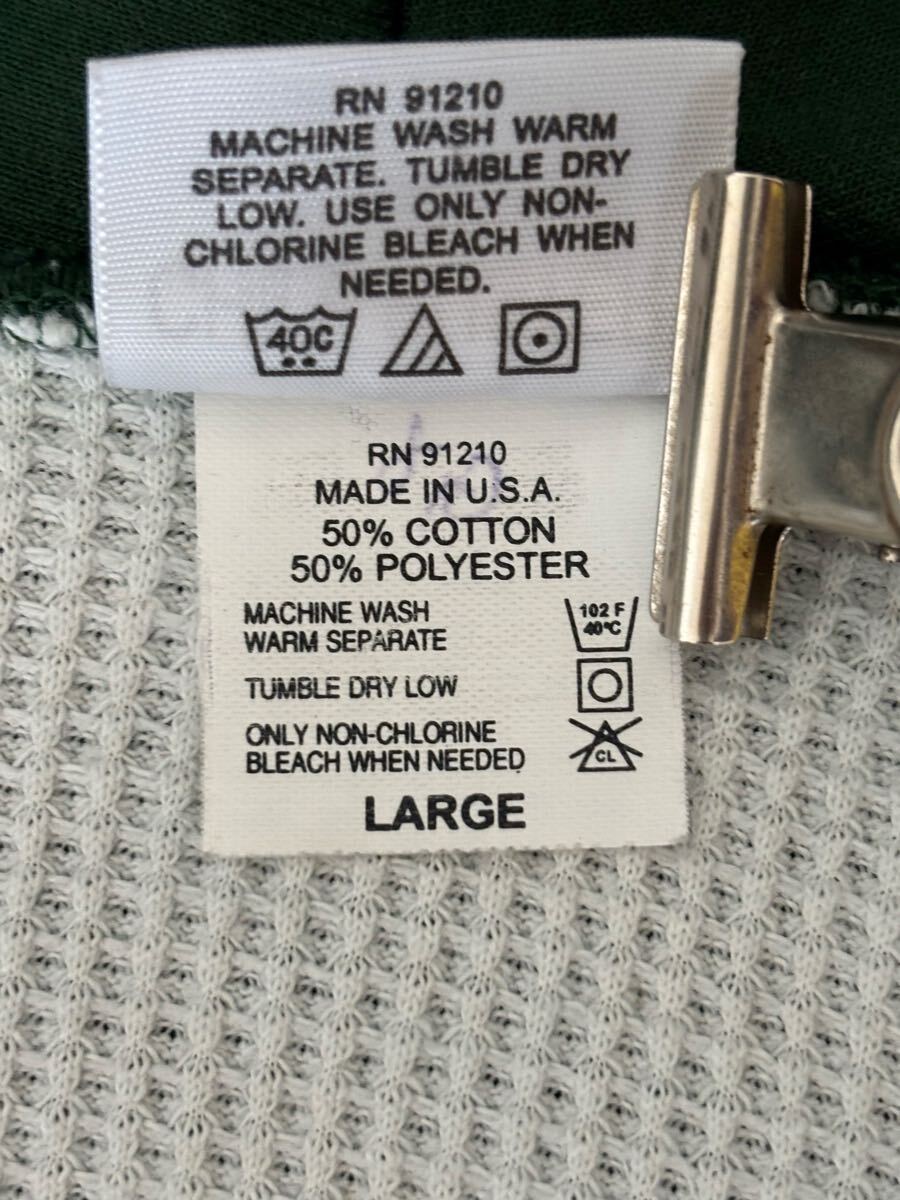 RN 91210
MACHINE WASH WARM
SEPARATE. TUMBLE DRY
LOW. USE ONLY NON-
CHLORINE BLEACH WHEN
NEEDED.
40C
RN 91210
MADE IN U.S.A.
50% COTTON
50% POLYESTER
MACHINE WASH
WARM SEPARATE
102 F
40°C
TUMBLE DRY LOW
ONLY NON-CHLORINE
BLEACH WHEN NEEDED
CL
LARGE